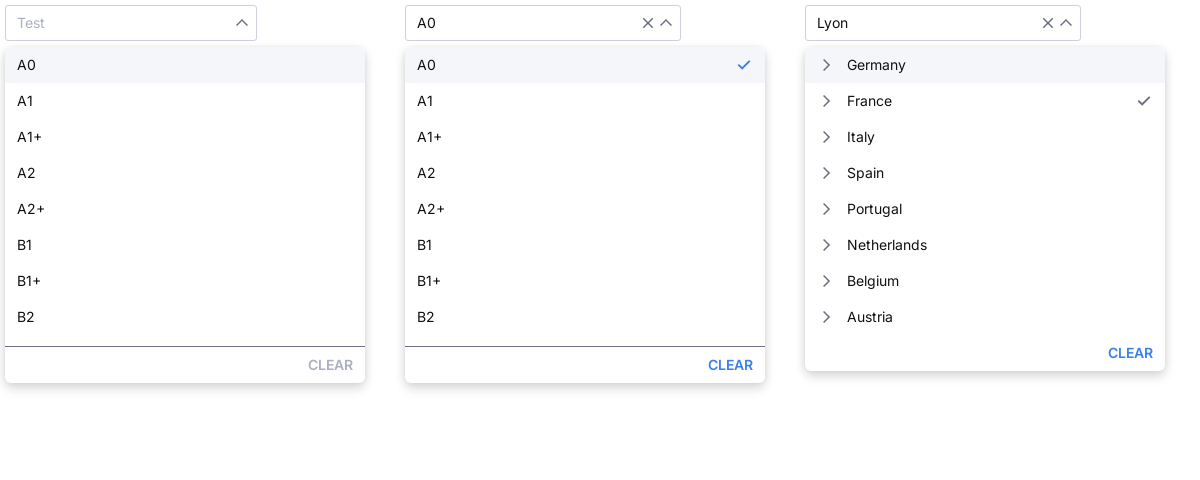 Test
A0
A1
A1+
A2
A2+
B1
B1+
B2
CLEAR
A0
A0
A1
A1+
A2
A2+
B1
B1+
B2
CLEAR
Lyon
Germany
France
Italy
Spain
Portugal
Netherlands
Belgium
Austria
CLEAR